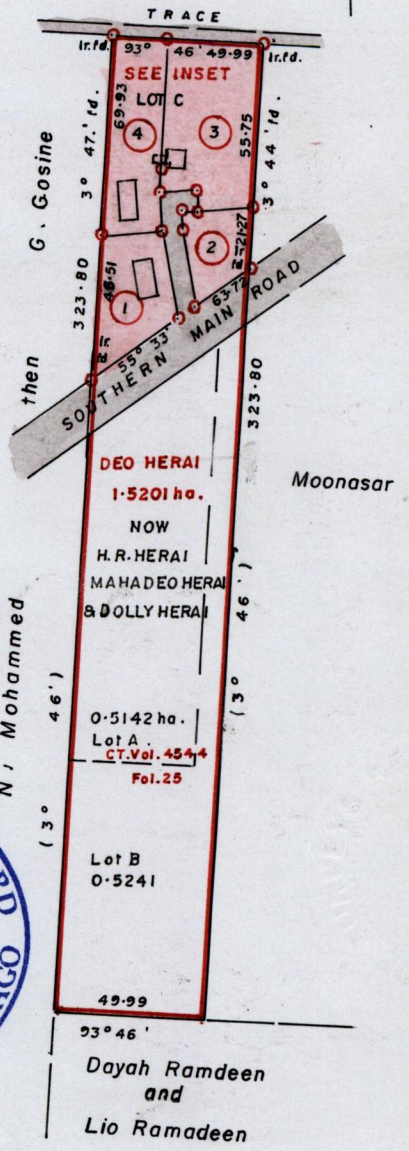 TRACE
Ir.fd. 93° 46' 49·99 Ir.fd.
SEE INSET
LOT C
69·93
4
3
55·75
3° 47.' fd.
3° 44' fd.
G. Gosine
2
21·27
1
323·80
63·72
55° 33'
Ir. fd.
SOUTHERN MAIN ROAD
then
323·80
DEO HERAI
1·5201 ha.
Moonasar
NOW
H.R. HERAI
MAHADEO HERAI
& DOLLY HERAI
N, Mohammed
(3° 46')
(3° 46')
0·5142 ha.
Lot A.
CT. Vol. 4544
Fol. 25
Lot B
0·5241
49·99
93° 46'
Dayah Ramdeen
and
Lio Ramadeen